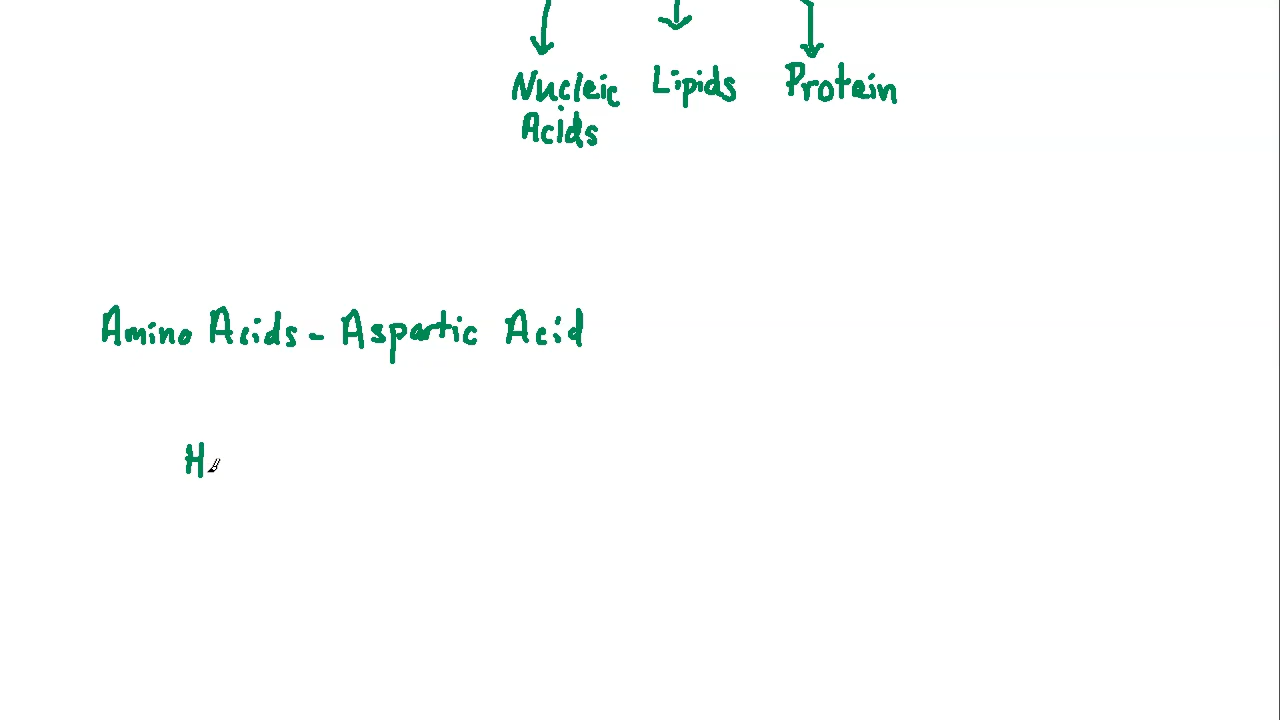 Nucleic Lipids Protein
Acids
Amino Acids - Aspartic Acid
H